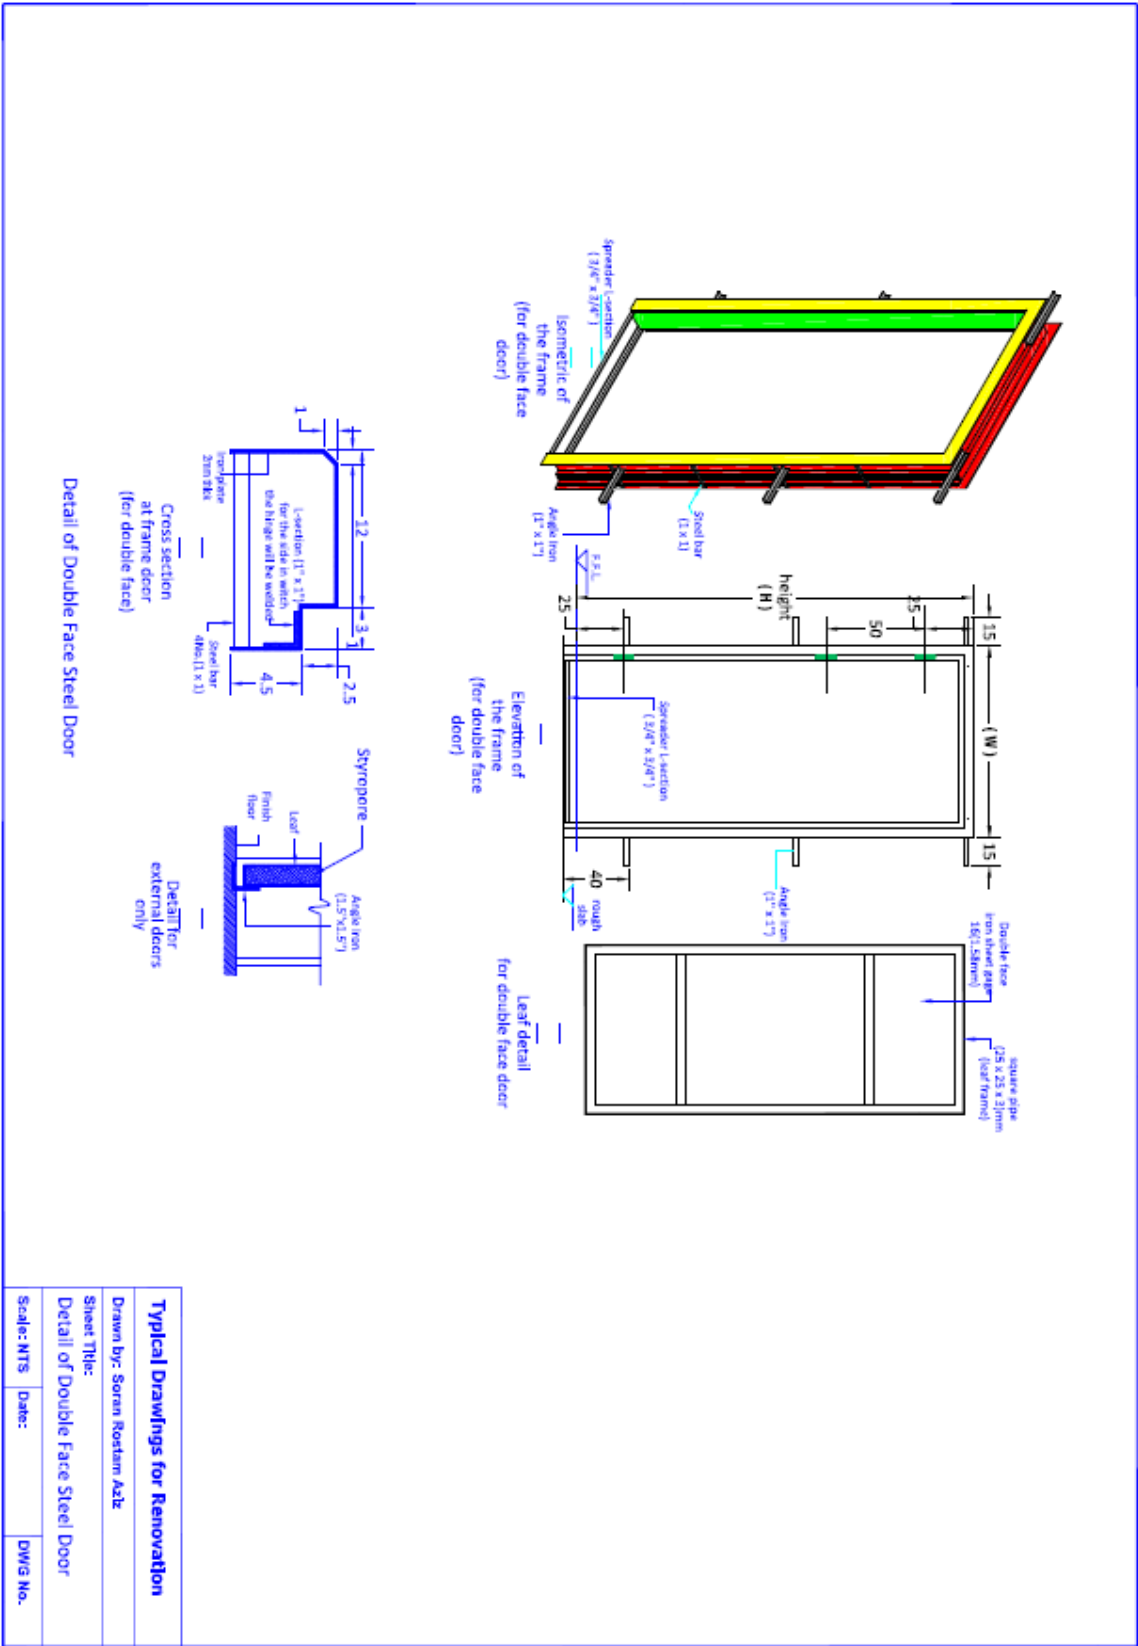 Spreader L-section
( 3/4" x 3/4" )
Isometric of
the frame
(for double face
door)
Angle iron
(1" x 1")
Steel bar
(1 x 1)
F.F.L.
height
(H)
25
50
25
15
(W)
15
Spreader L-section
( 3/4" x 3/4" )
40
rough
slab
Angle iron
(1" x 1")
Elevation of
the frame
(for double face
door)
Double face
iron sheet gage
16(1.58mm)
square pipe
(25 x 25 x 3)mm
(leaf frame)
Leaf detail
for double face door
1
12
3
1
2.5
4.5
L-section (1" x 1")
for the side in witch
the hinge will be welded
Iron plate
2mm thick
Steel bar
4No.(1 x 1)
Cross section
at frame door
(for double face)
Styropore
Leaf
Finish
floor
Angle iron
(1.5"x1.5")
Detail for
external doors
only
Detail of Double Face Steel Door
Typical Drawings for Renovation
Drawn by: Soran Rostam Aziz
Sheet Title:
Detail of Double Face Steel Door
Scale: NTS
Date:
DWG No.